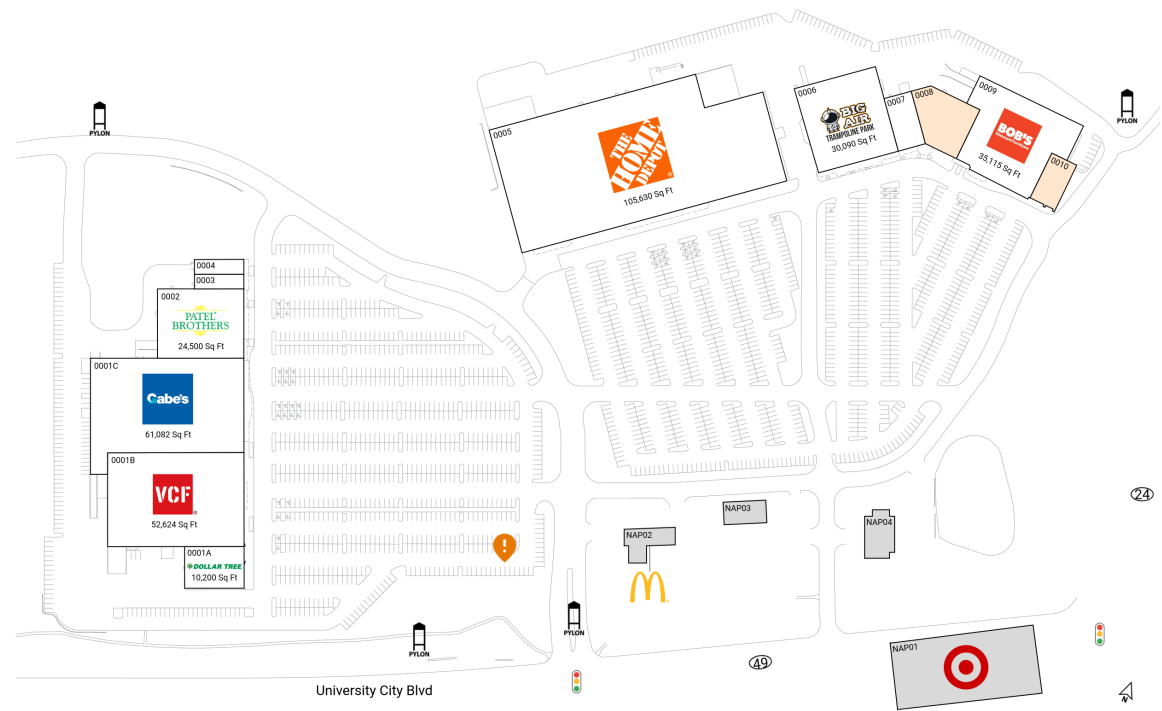 PYLON
0005
THE
HOME
DEPOT
105,630 Sq Ft
0006
BIG
AIR
TRAMPOLINE PARK
30,090 Sq Ft
0007
0008
0009
BOB'S
35,115 Sq Ft
0010
PYLON
0004
0003
0002
PATEL
BROTHERS
24,500 Sq Ft
0001C
Gabe's
61,082 Sq Ft
0001B
VCF
52,624 Sq Ft
0001A
DOLLAR TREE
10,200 Sq Ft
!
NAP03
NAP02
NAP04
24
PYLON
PYLON
49
NAP01
University City Blvd
N